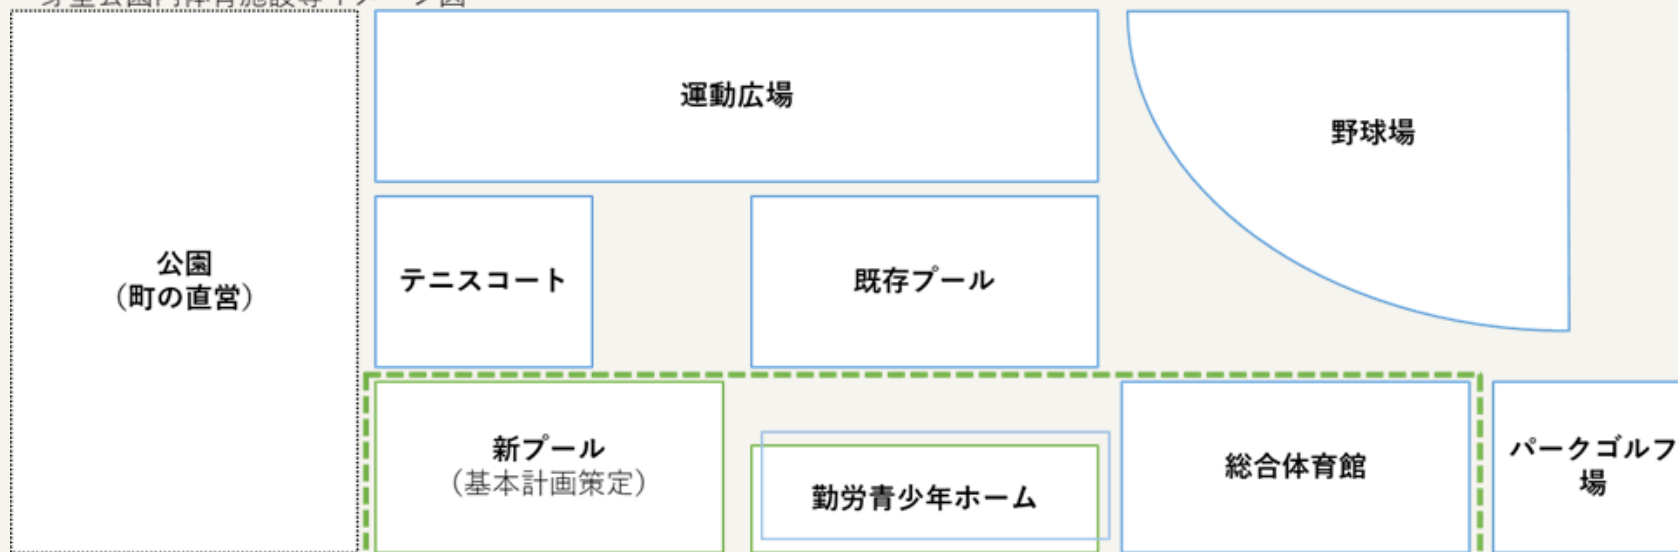 運動広場
野球場
公園
（町の直営）
テニスコート
既存プール
新プール
（基本計画策定）
勤労青少年ホーム
総合体育館
パークゴルフ
場